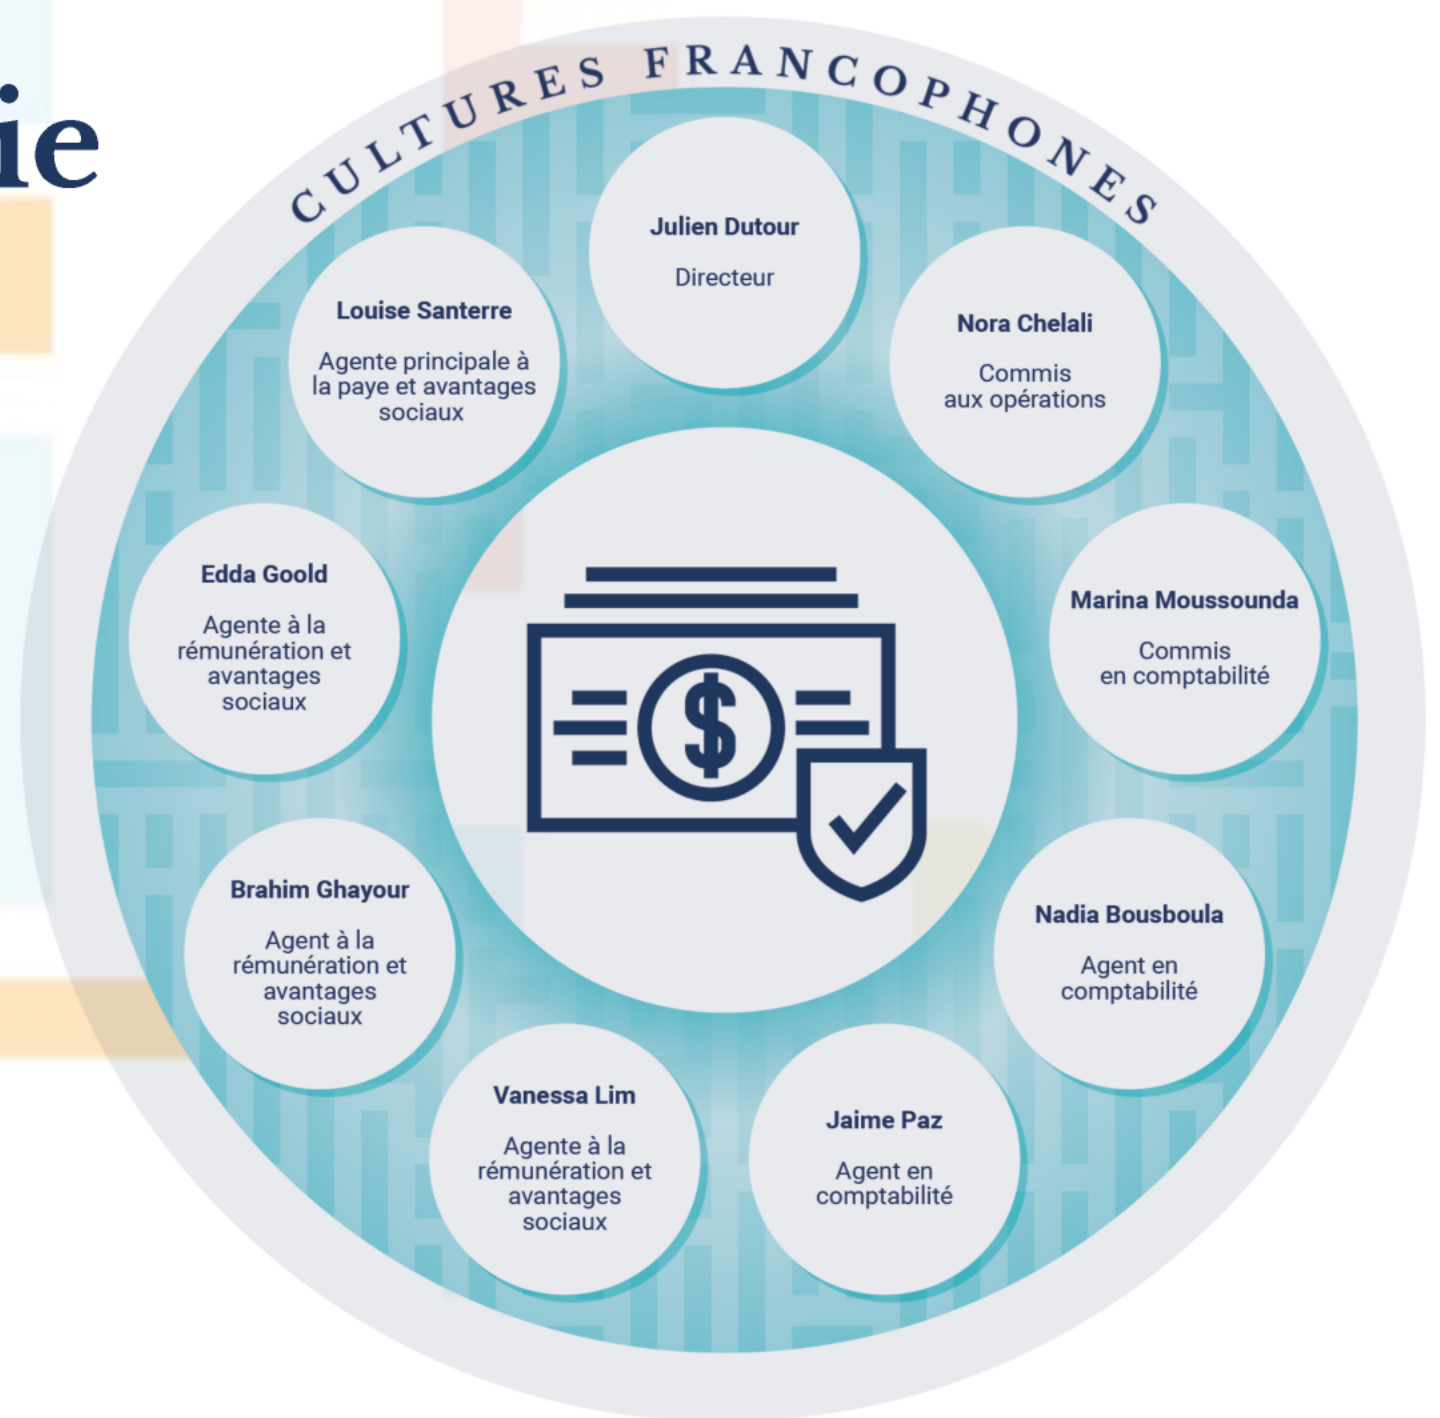 ie
CULTURES FRANCOPHONES
Julien Dutour
Directeur
Nora Chelali
Commis
aux opérations
Marina Moussounda
Commis
en comptabilité
Nadia Bousboula
Agent en
comptabilité
Jaime Paz
Agent en
comptabilité
Vanessa Lim
Agente à la
rémunération et
avantages
sociaux
Brahim Ghayour
Agent à la
rémunération et
avantages
sociaux
Edda Goold
Agente à la
rémunération et
avantages
sociaux
Louise Santerre
Agente principale à
la paye et avantages
sociaux
$